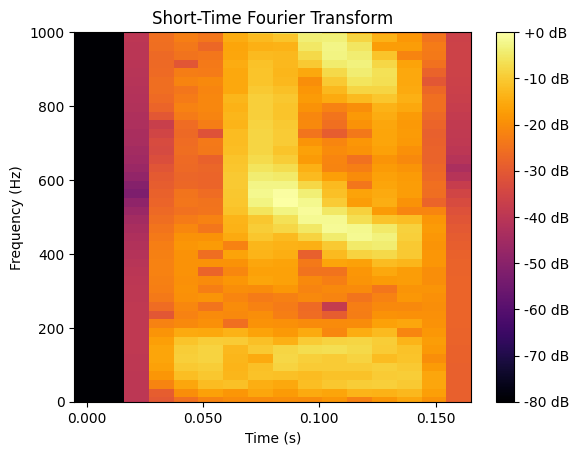 Short-Time Fourier Transform
Frequency (Hz)
1000
800
600
400
200
0
0.000 0.050 0.100 0.150
Time (s)
+0 dB
-10 dB
-20 dB
-30 dB
-40 dB
-50 dB
-60 dB
-70 dB
-80 dB